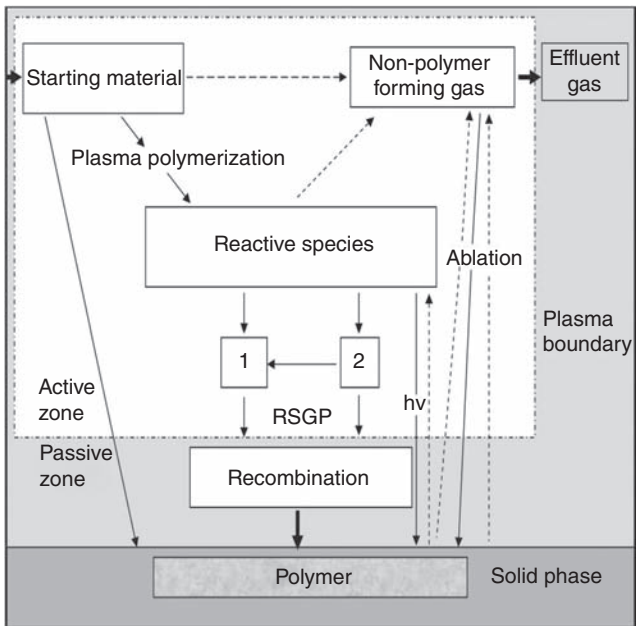 Starting material
Non-polymer
forming gas
Effluent
gas
Plasma polymerization
Reactive species
Ablation
Plasma
boundary
1
2
Active
zone
RSGP
hv
Passive
zone
Recombination
Polymer
Solid phase